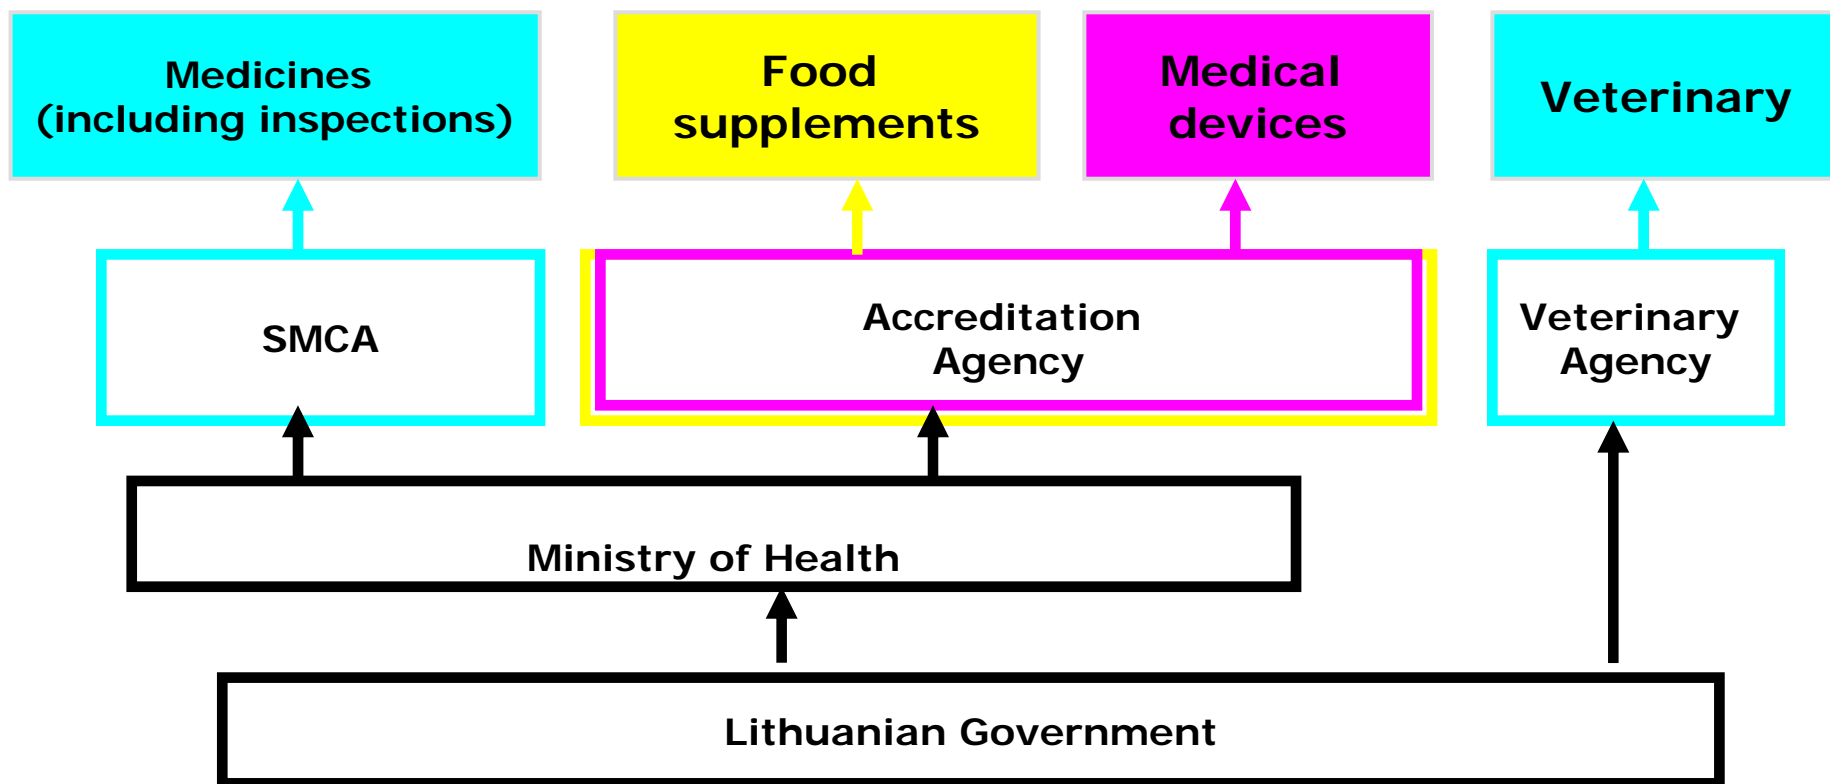 Medicines
(including inspections)
Food
supplements
Medical
devices
Veterinary
SMCA
Accreditation
Agency
Veterinary
Agency
Ministry of Health
Lithuanian Government